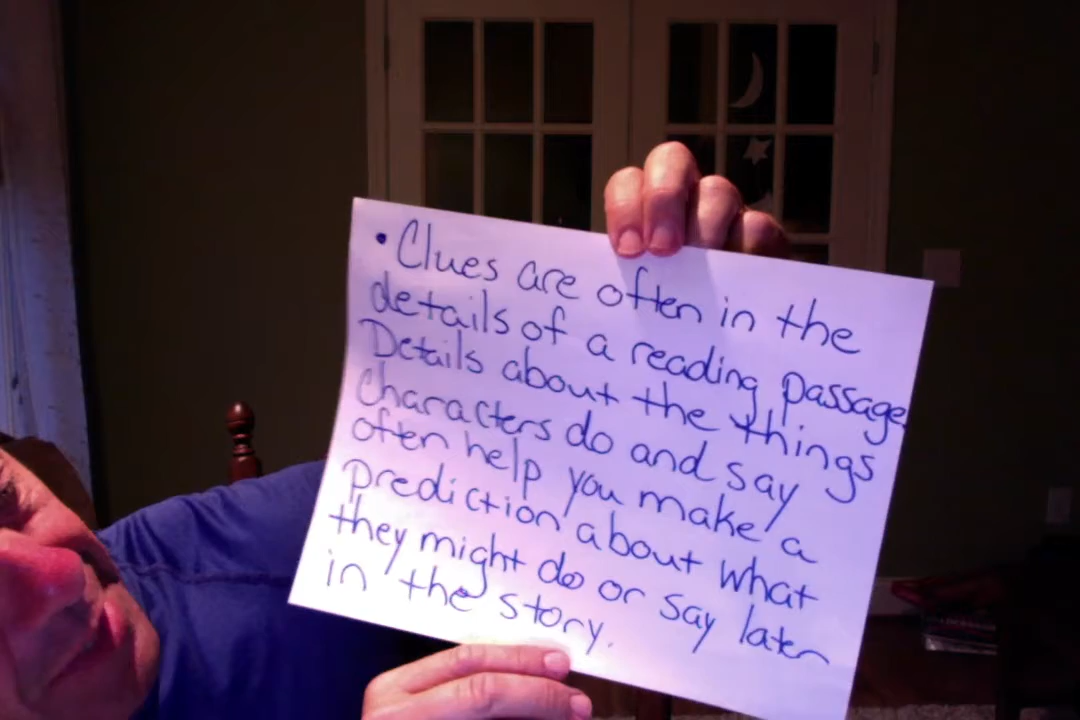 • Clues are often in the
details of a reading passage.
Details about the things
characters do and say
often help you make a
prediction about what
they might do or say later
in the story.